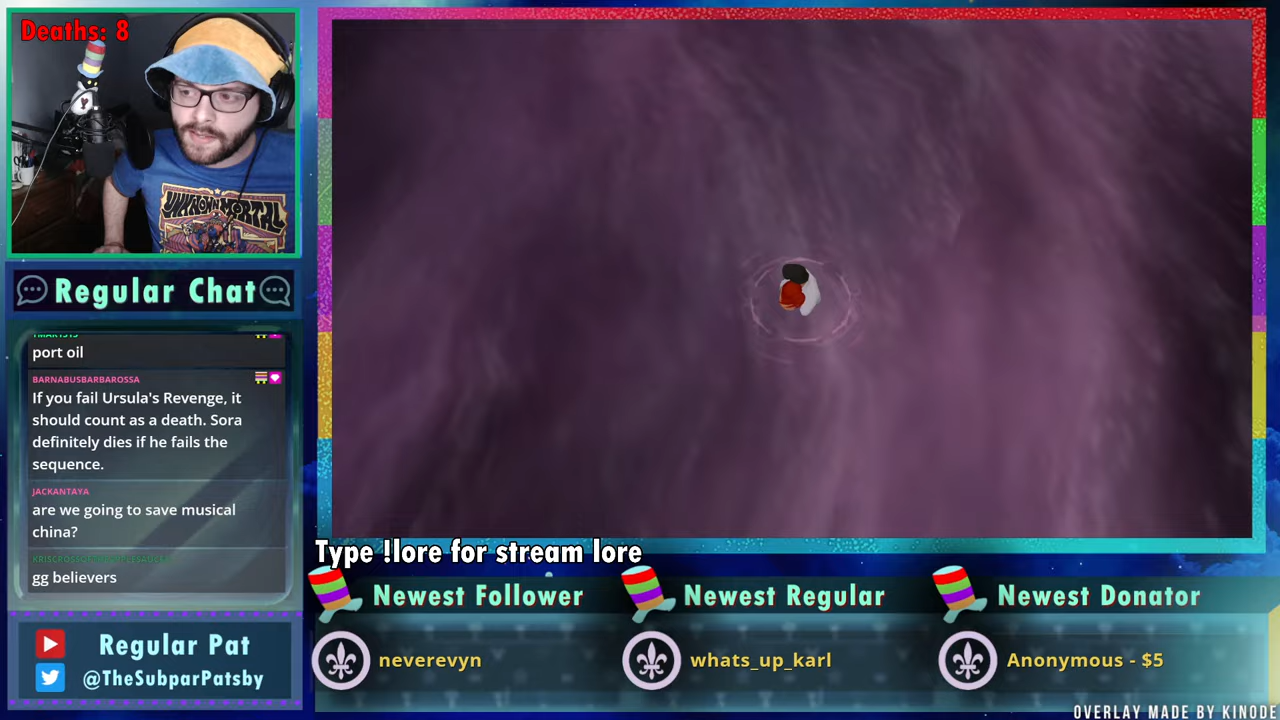 Deaths: 8
UNKNOWN MORTAL
Regular Chat
port oil
BARNABUSBARBAROSSA
If you fail Ursula's Revenge, it
should count as a death. Sora
definitely dies if he fails the
sequence.
JACKANTAYA
are we going to save musical
china?
gg believers
Regular Pat
@TheSubparPatsby
Type !lore for stream lore
Newest Follower
Newest Regular
Newest Donator
neverevyn
whats_up_karl
Anonymous - $5
OVERLAY MADE BY KINODE